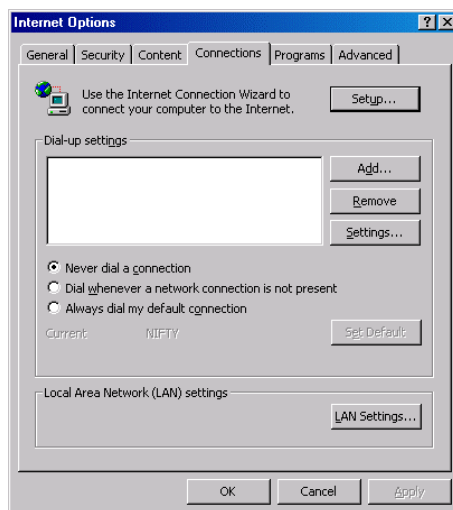 Internet Options
General Security Content Connections Programs Advanced
Use the Internet Connection Wizard to
connect your computer to the Internet.
Setup...
Dial-up settings
Add...
Remove
Settings...
Never dial a connection
Dial whenever a network connection is not present
Always dial my default connection
Current NIFTY Set Default
Local Area Network (LAN) settings
LAN Settings...
OK Cancel Apply